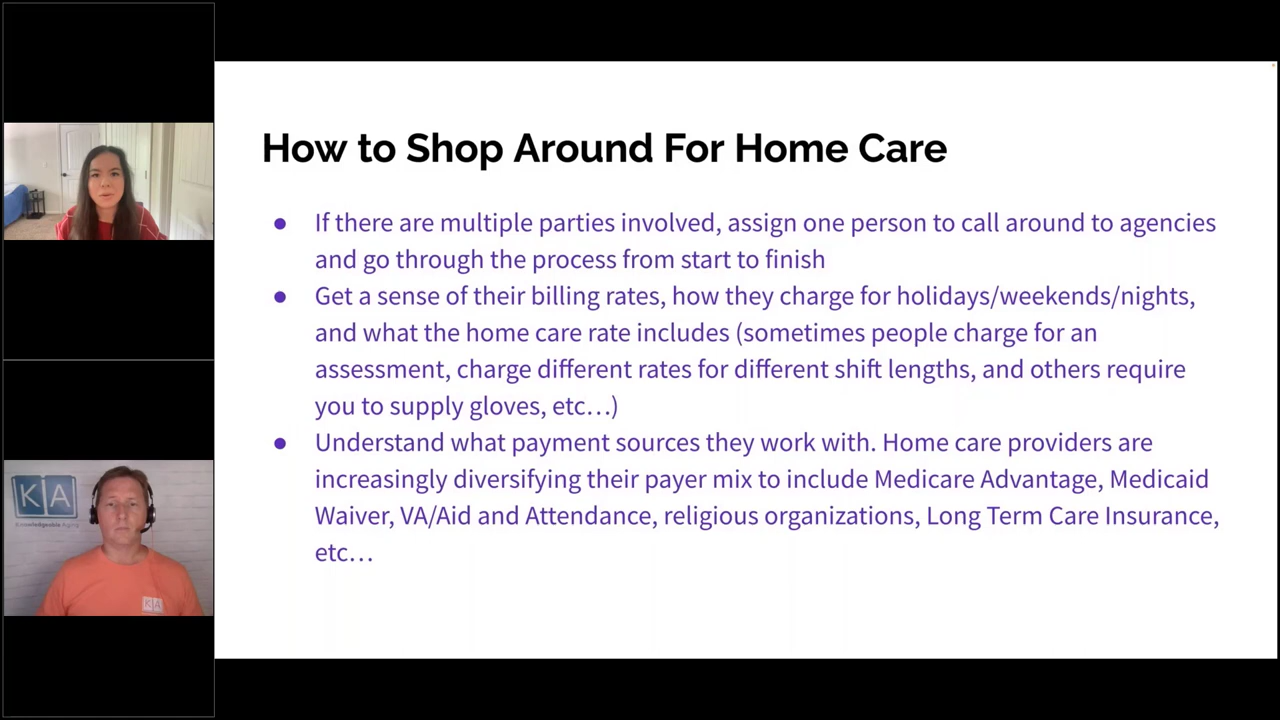 How to Shop Around For Home Care
● If there are multiple parties involved, assign one person to call around to agencies
and go through the process from start to finish
● Get a sense of their billing rates, how they charge for holidays/weekends/nights,
and what the home care rate includes (sometimes people charge for an
assessment, charge different rates for different shift lengths, and others require
you to supply gloves, etc…)
● Understand what payment sources they work with. Home care providers are
increasingly diversifying their payer mix to include Medicare Advantage, Medicaid
Waiver, VA/Aid and Attendance, religious organizations, Long Term Care Insurance,
etc…
KA
Knowledgeable Aging
KA